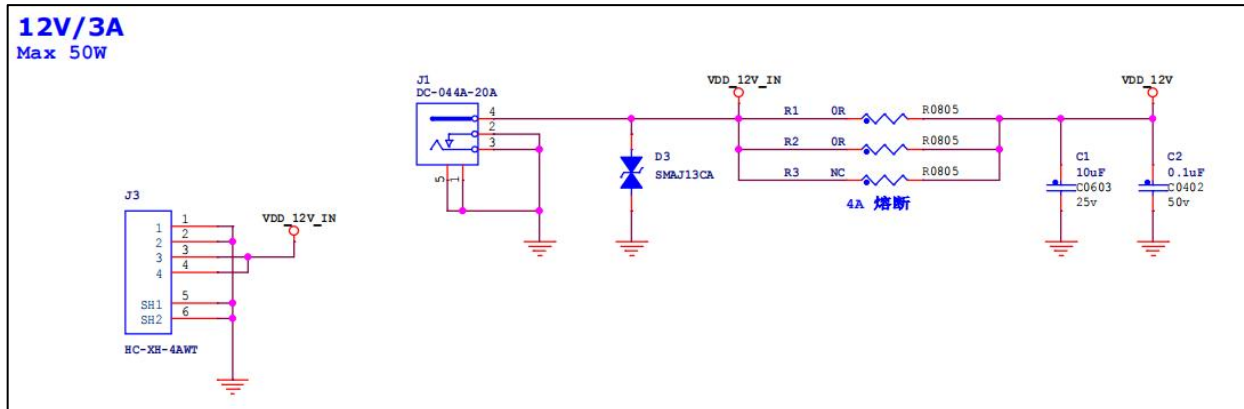 12V/3A
Max 50W
J1
DC-044A-20A
4
2
3
5
1
VDD_12V_IN
VDD_12V
R1 0R R0805
R2 0R R0805
R3 NC R0805
4A 熔断
D3
SMAJ13CA
C1
10uF
C0603
25v
C2
0.1uF
C0402
50v
J3
VDD_12V_IN
1 1
2 2
3 3
4 4
SH1 5
SH2 6
HC-XH-4AWT